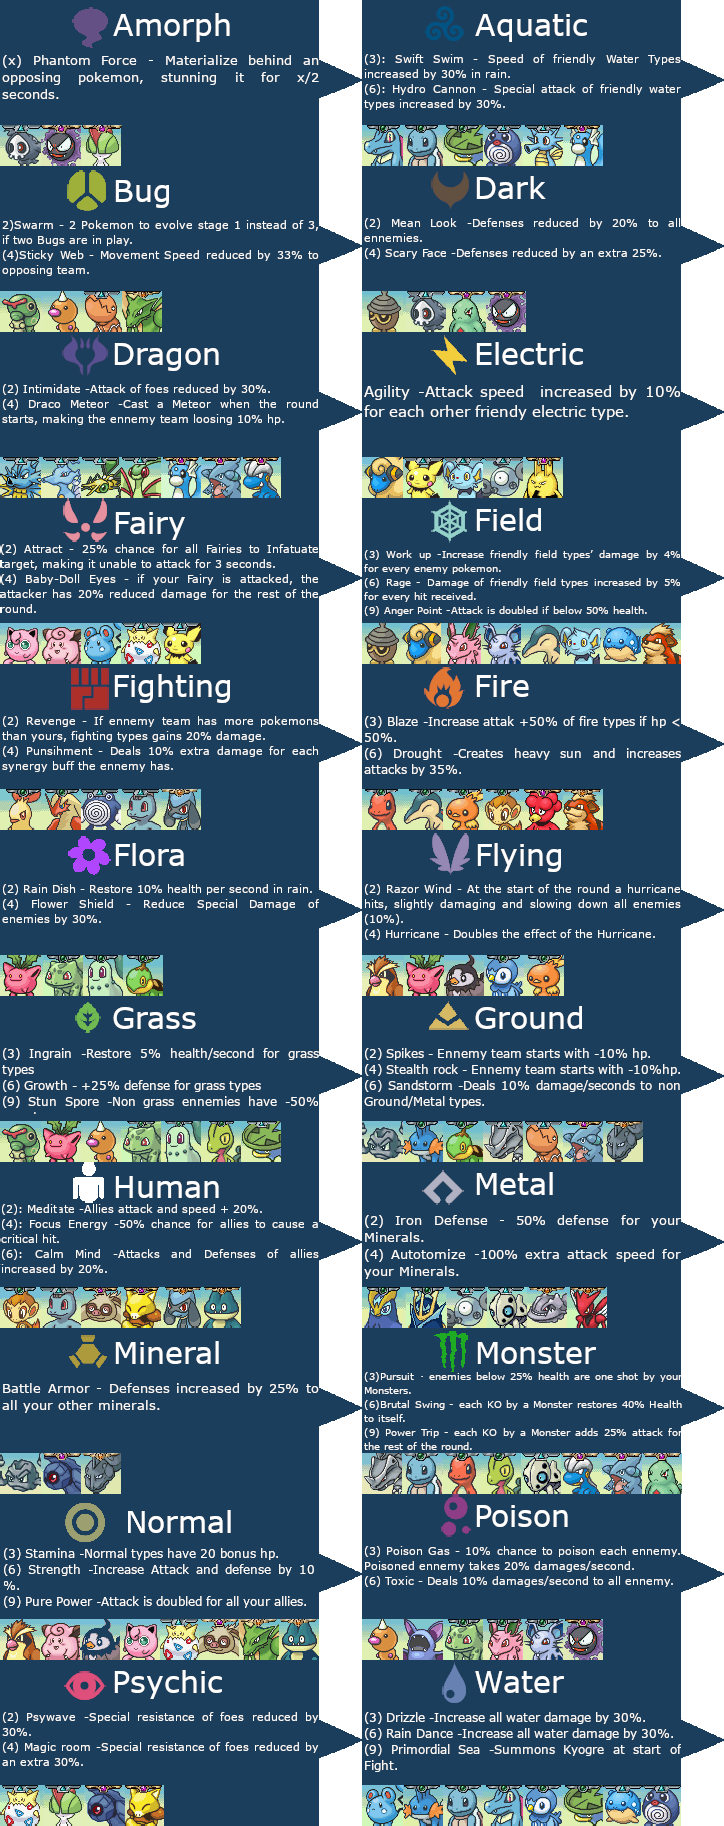 Amorph
(x) Phantom Force - Materialize behind an
opposing pokemon, stunning it for x/2
seconds.
Aquatic
(3): Swift Swim - Speed of friendly Water Types
increased by 30% in rain.
(6): Hydro Cannon - Special attack of friendly water
types increased by 30%.
Bug
2)Swarm - 2 Pokemon to evolve stage 1 instead of 3,
if two Bugs are in play.
(4)Sticky Web - Movement Speed reduced by 33% to
opposing team.
Dark
(2) Mean Look -Defenses reduced by 20% to all
ennemies.
(4) Scary Face -Defenses reduced by an extra 25%.
Dragon
(2) Intimidate -Attack of foes reduced by 30%.
(4) Draco Meteor -Cast a Meteor when the round
starts, making the ennemy team loosing 10% hp.
Electric
Agility -Attack speed increased by 10%
for each orher friendy electric type.
Fairy
(2) Attract - 25% chance for all Fairies to Infatuate
target, making it unable to attack for 3 seconds.
(4) Baby-Doll Eyes - if your Fairy is attacked, the
attacker has 20% reduced damage for the rest of the
round.
Field
(3) Work up -Increase friendly field types’ damage by 4%
for every enemy pokemon.
(6) Rage - Damage of friendly field types increased by 5%
for every hit received.
(9) Anger Point -Attack is doubled if below 50% health.
Fighting
(2) Revenge - If ennemy team has more pokemons
than yours, fighting types gains 20% damage.
(4) Punsihment - Deals 10% extra damage for each
synergy buff the ennemy has.
Fire
(3) Blaze -Increase attak +50% of fire types if hp <
50%.
(6) Drought -Creates heavy sun and increases
attacks by 35%.
Flora
(2) Rain Dish - Restore 10% health per second in rain.
(4) Flower Shield - Reduce Special Damage of
enemies by 30%.
Flying
(2) Razor Wind - At the start of the round a hurricane
hits, slightly damaging and slowing down all enemies
(10%).
(4) Hurricane - Doubles the effect of the Hurricane.
Grass
(3) Ingrain -Restore 5% health/second for grass
types
(6) Growth - +25% defense for grass types
(9) Stun Spore -Non grass ennemies have -50%
Ground
(2) Spikes - Ennemy team starts with -10% hp.
(4) Stealth rock - Ennemy team starts with -10%hp.
(6) Sandstorm -Deals 10% damage/seconds to non
Ground/Metal types.
Human
(2): Meditate -Allies attack and speed + 20%.
(4): Focus Energy -50% chance for allies to cause a
critical hit.
(6): Calm Mind -Attacks and Defenses of allies
increased by 20%.
Metal
(2) Iron Defense - 50% defense for your
Minerals.
(4) Autotomize -100% extra attack speed for
your Minerals.
Mineral
Battle Armor - Defenses increased by 25% to
all your other minerals.
Monster
(3)Pursuit - enemies below 25% health are one shot by your
Monsters.
(6)Brutal Swing - each KO by a Monster restores 40% Health
to itself.
(9) Power Trip - each KO by a Monster adds 25% attack for
the rest of the round.
Normal
(3) Stamina -Normal types have 20 bonus hp.
(6) Strength -Increase Attack and defense by 10
%.
(9) Pure Power -Attack is doubled for all your allies.
Poison
(3) Poison Gas - 10% chance to poison each ennemy.
Poisoned ennemy takes 20% damages/second.
(6) Toxic - Deals 10% damages/second to all ennemy.
Psychic
(2) Psywave -Special resistance of foes reduced by
30%.
(4) Magic room -Special resistance of foes reduced by
an extra 30%.
Water
(3) Drizzle -Increase all water damage by 30%.
(6) Rain Dance -Increase all water damage by 30%.
(9) Primordial Sea -Summons Kyogre at start of
Fight.